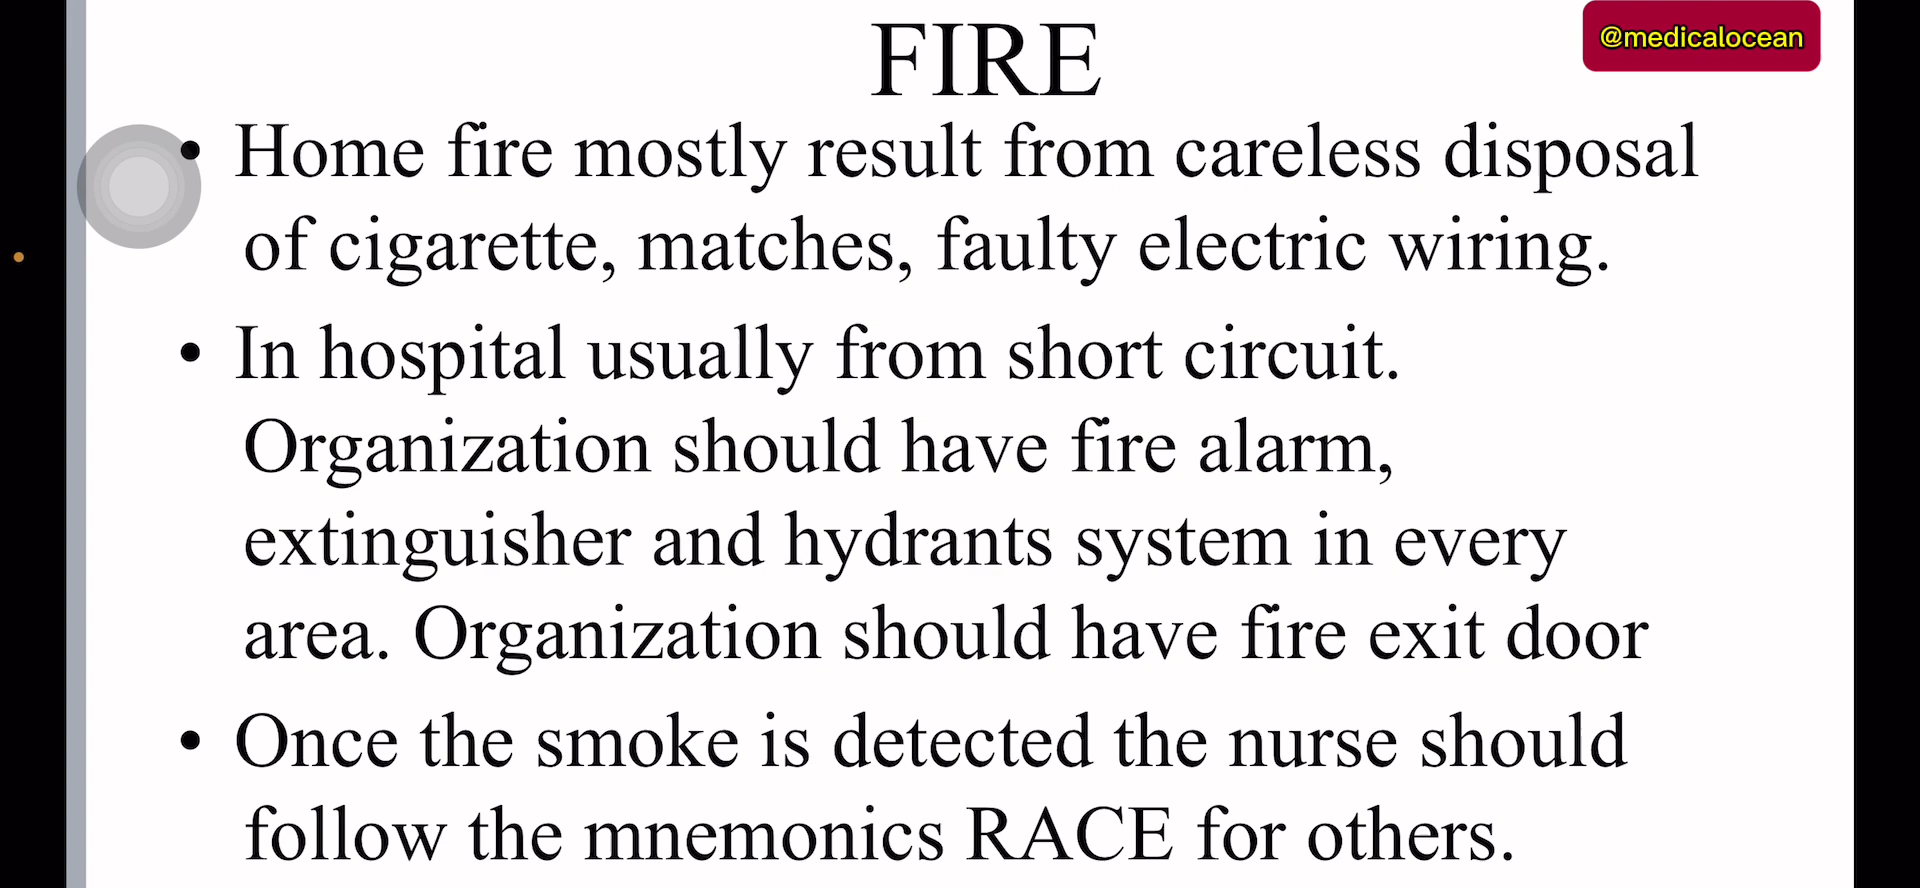 FIRE
@medicalocean
• Home fire mostly result from careless disposal
of cigarette, matches, faulty electric wiring.
• In hospital usually from short circuit.
Organization should have fire alarm,
extinguisher and hydrants system in every
area. Organization should have fire exit door
• Once the smoke is detected the nurse should
follow the mnemonics RACE for others.